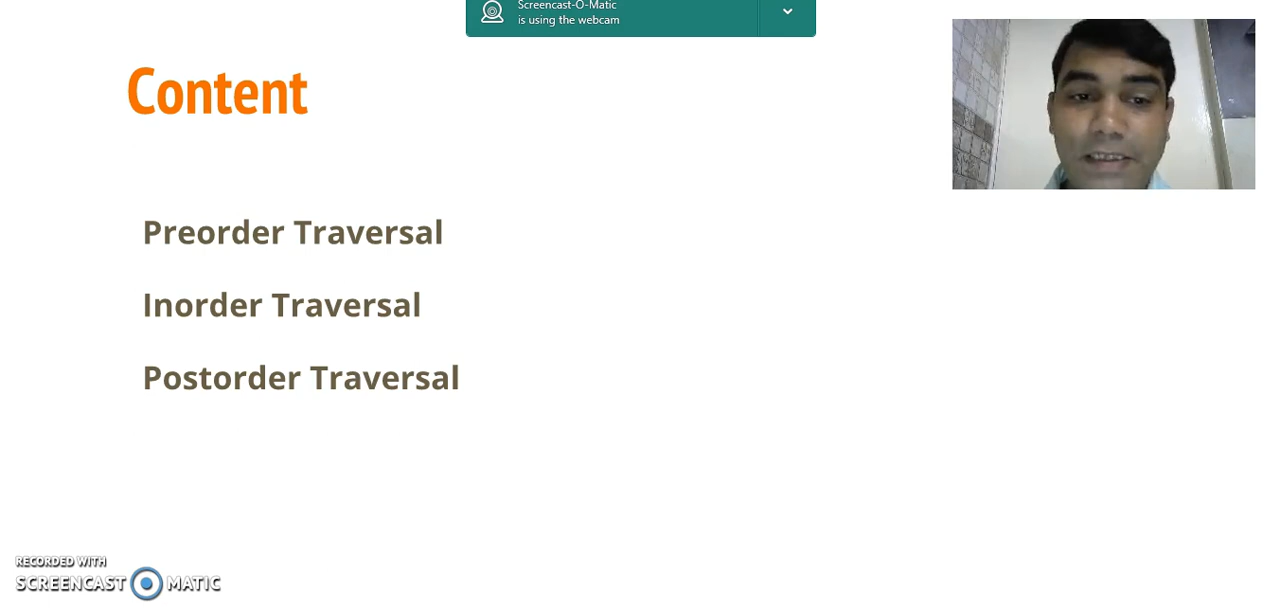 Screencast-O-Matic
is using the webcam
Content
Preorder Traversal
Inorder Traversal
Postorder Traversal
RECORDED WITH
SCREENCAST MATIC